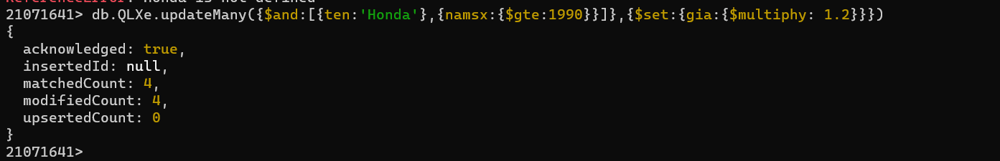 ReferenceError: Honda is not defined
21071641> db.QLXe.updateMany({$and:[{ten:'Honda'},{namsx:{$gte:1990}}]},{$set:{gia:{$multiphy: 1.2}}})
{
  acknowledged: true,
  insertedId: null,
  matchedCount: 4,
  modifiedCount: 4,
  upsertedCount: 0
}
21071641>